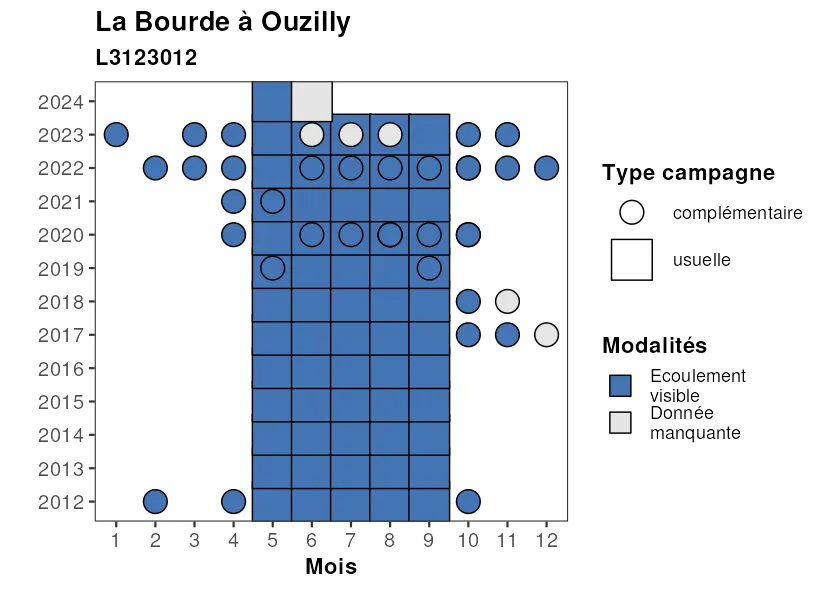 La Bourde à Ouzilly
L3123012
2024
2023
2022
2021
2020
2019
2018
2017
2016
2015
2014
2013
2012
1 2 3 4 5 6 7 8 9 10 11 12
Mois
Type campagne
complémentaire
usuelle
Modalités
Ecoulement
visible
Donnée
manquante